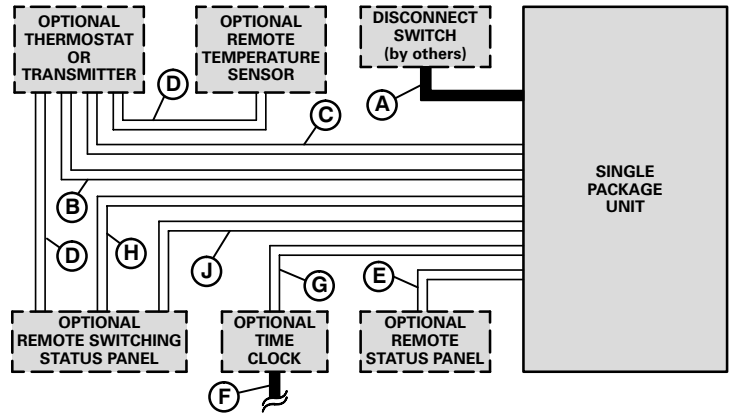 OPTIONAL
THERMOSTAT
OR
TRANSMITTER
OPTIONAL
REMOTE
TEMPERATURE
SENSOR
DISCONNECT
SWITCH
(by others)
D
A
C
SINGLE
PACKAGE
UNIT
B
D
H
J
G
E
OPTIONAL
REMOTE SWITCHING
STATUS PANEL
OPTIONAL
TIME
CLOCK
OPTIONAL
REMOTE
STATUS PANEL
F